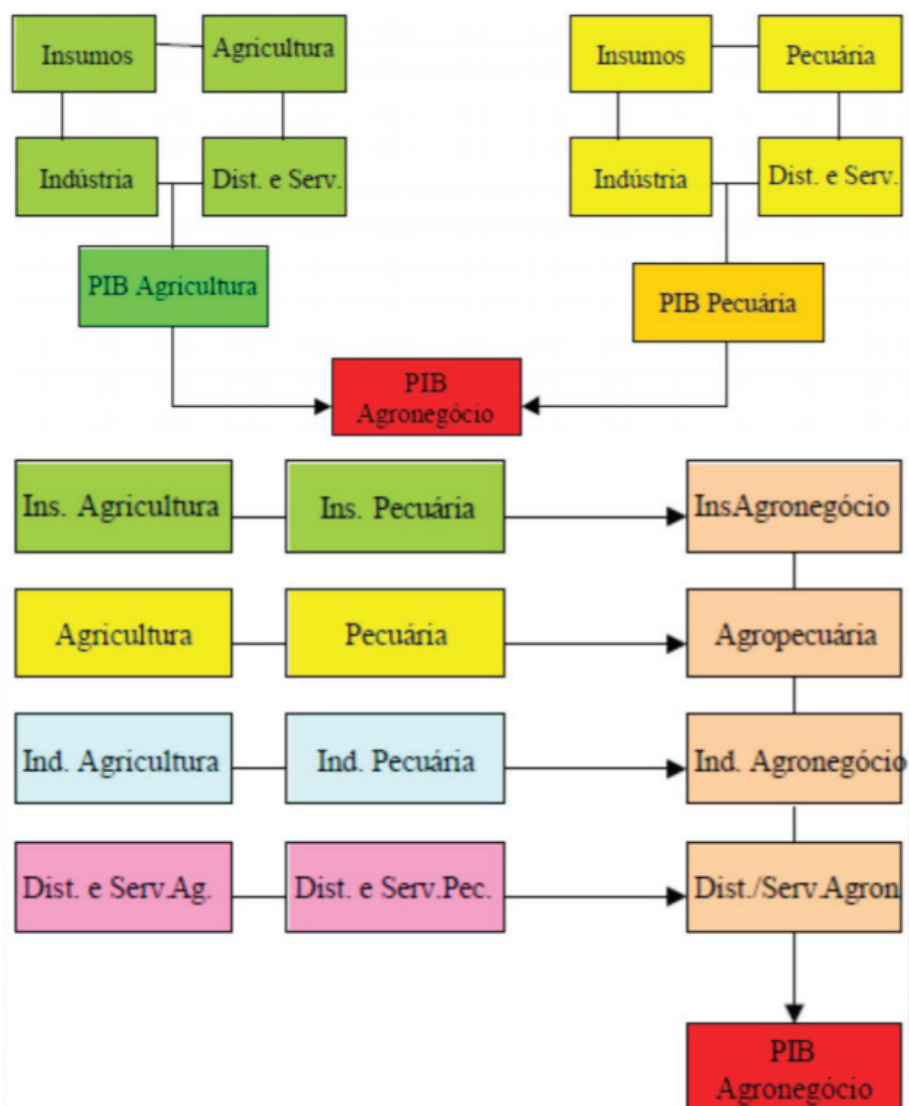 Insumos
Agricultura
Insumos
Pecuária
Indústria
Dist. e Serv.
Indústria
Dist. e Serv.
PIB Agricultura
PIB Pecuária
PIB
Agronegócio
Ins. Agricultura
Ins. Pecuária
InsAgronegócio
Agricultura
Pecuária
Agropecuária
Ind. Agricultura
Ind. Pecuária
Ind. Agronegócio
Dist. e Serv.Ag.
Dist. e Serv.Pec.
Dist./Serv.Agron
PIB
Agronegócio